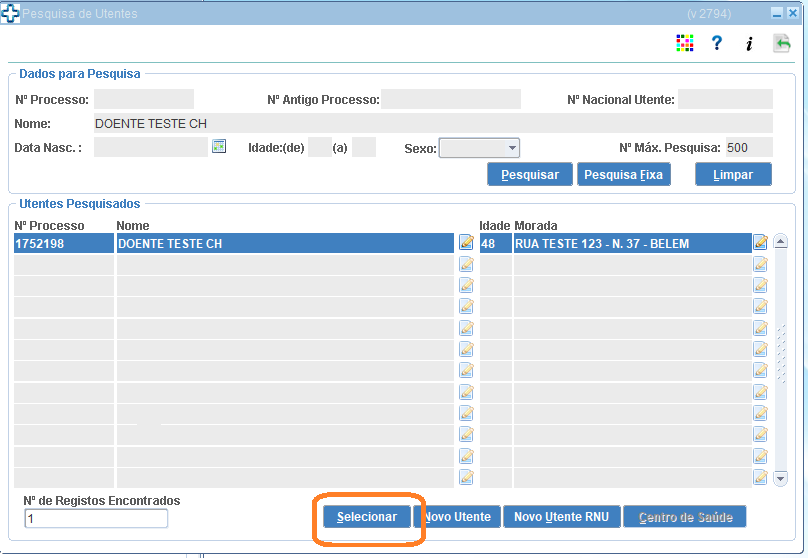 Pesquisa de Utentes (v 2794)
Dados para Pesquisa
Nº Processo: Nº Antigo Processo: Nº Nacional Utente:
Nome: DOENTE TESTE CH
Data Nasc. : Idade:(de) (a) Sexo: Nº Máx. Pesquisa: 500
Pesquisar Pesquisa Fixa Limpar
Utentes Pesquisados
Nº Processo Nome Idade Morada
1752198 DOENTE TESTE CH 48 RUA TESTE 123 - N. 37 - BELEM
Nº de Registos Encontrados
1
Selecionar Novo Utente Novo Utente RNU Centro de Saúde